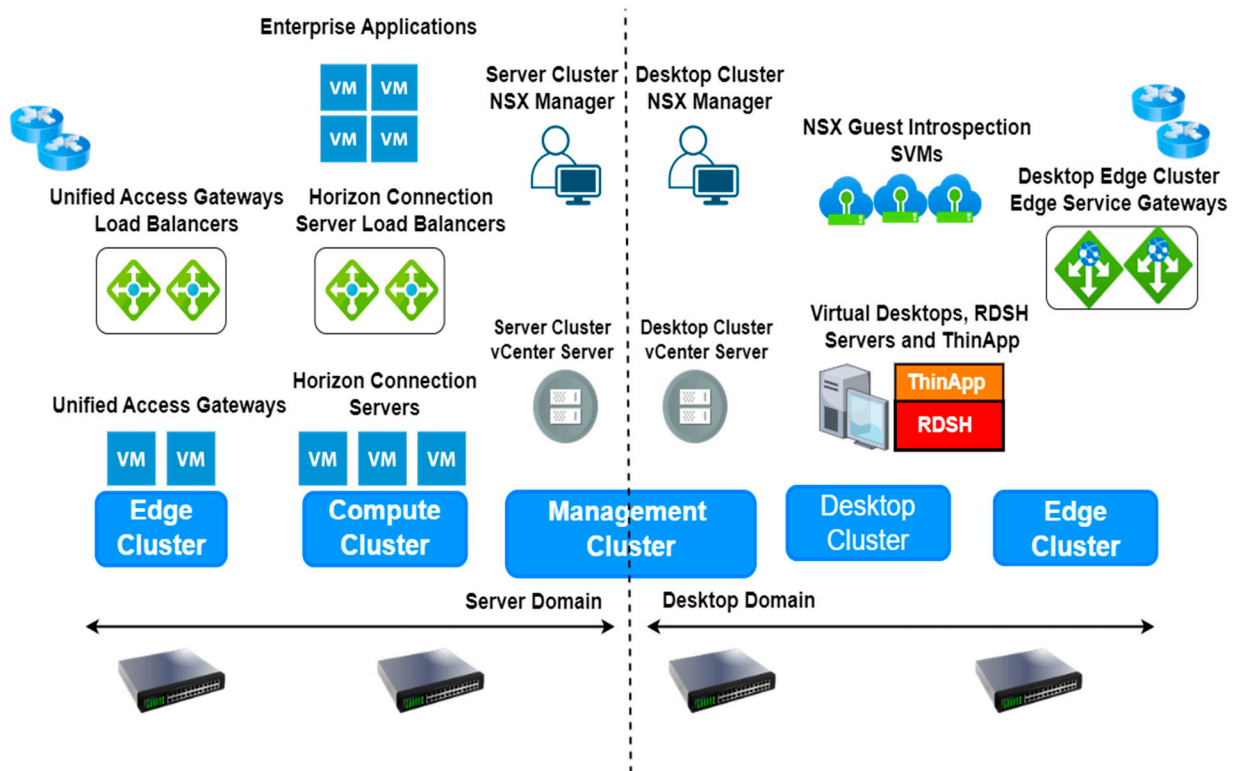 Enterprise Applications
VM VM
VM VM
Server Cluster
NSX Manager
Desktop Cluster
NSX Manager
NSX Guest Introspection
SVMs
Desktop Edge Cluster
Edge Service Gateways
Unified Access Gateways
Load Balancers
Horizon Connection
Server Load Balancers
Server Cluster
vCenter Server
Desktop Cluster
vCenter Server
Virtual Desktops, RDSH
Servers and ThinApp
ThinApp
RDSH
Unified Access Gateways
VM VM
Horizon Connection
Servers
VM VM VM
Edge
Cluster
Compute
Cluster
Management
Cluster
Desktop
Cluster
Edge
Cluster
Server Domain
Desktop Domain